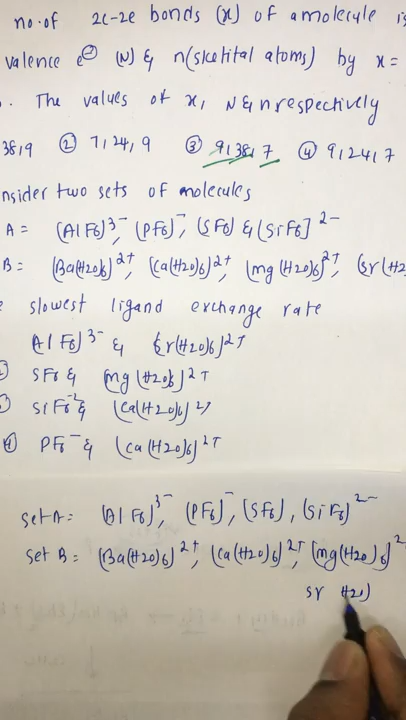 no. of 2c-2e bonds (x) of a molecule is
valence e⊖ (N) & n(skotital atoms) by x =
. The values of x, N & n respectively
38,9 ② 7,24,9 ③ 9,38,7 ④ 9,24,7
nsider two sets of molecules
A = (AlF6)3-, (PF6)-, (SF6) & (SiF6]2-
B = (Ba(H2O)6)2+, (Ca(H2O)6)2+, (mg(H2O)6)2+, (Sr(H2
slowest ligand exchange rate
(AlF6)3- & (Sr(H2O)6)2+
SF6 & (mg(H2O)6)2+
SiF6-2 & (Ca(H2O)6)2+
④ PF6- & (Ca(H2O)6)2+
Set A = (AlF6)3-, (PF6)-, (SF6), (SiF6)2-
Set B = (Ba(H2O)6)2+, (Ca(H2O)6)2+, (mg(H2O)6)2
Sr H2O)